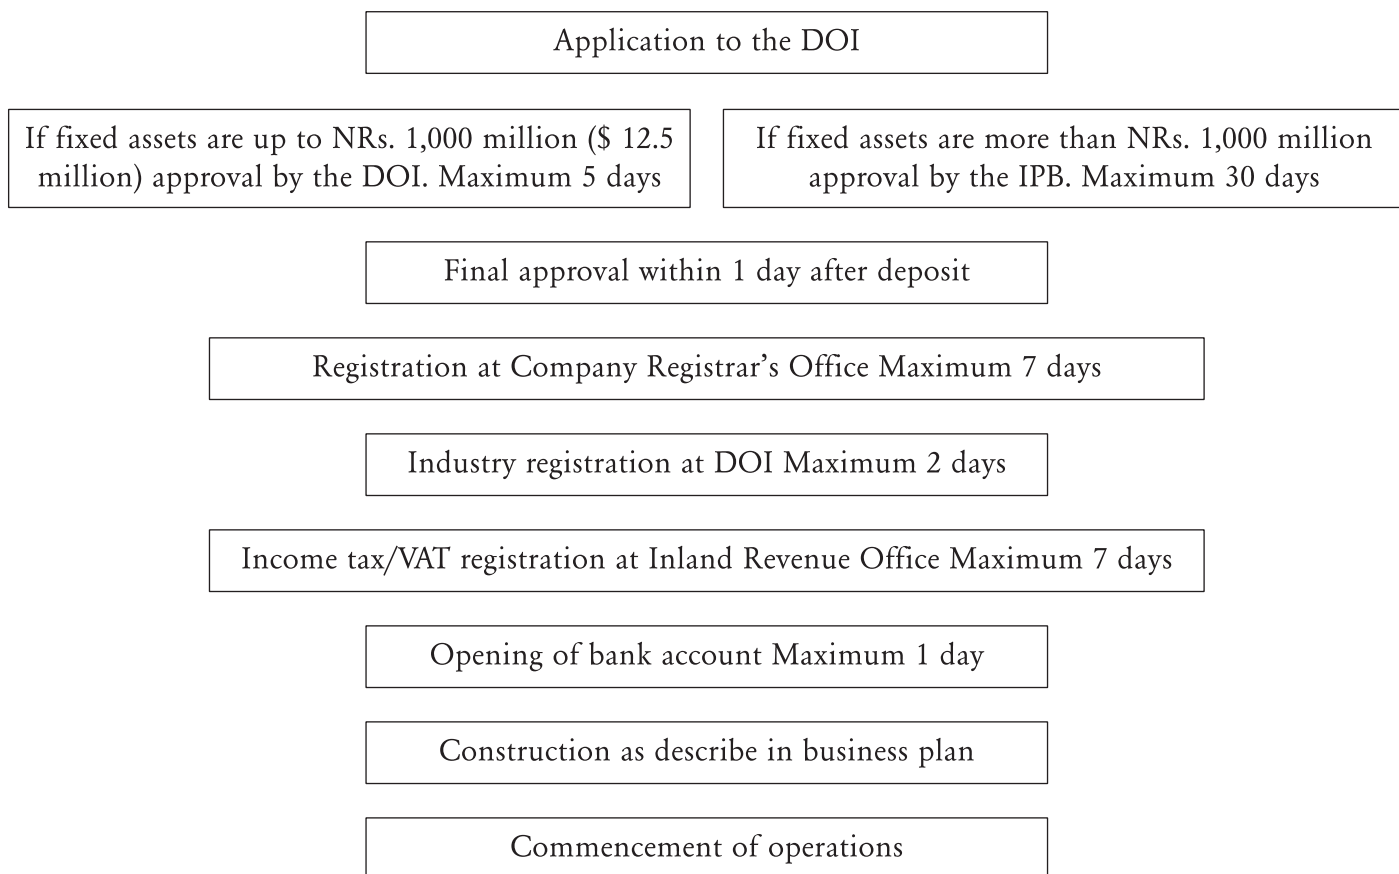 Application to the DOI
If fixed assets are up to NRs. 1,000 million ($ 12.5
million) approval by the DOI. Maximum 5 days
If fixed assets are more than NRs. 1,000 million
approval by the IPB. Maximum 30 days
Final approval within 1 day after deposit
Registration at Company Registrar’s Office Maximum 7 days
Industry registration at DOI Maximum 2 days
Income tax/VAT registration at Inland Revenue Office Maximum 7 days
Opening of bank account Maximum 1 day
Construction as describe in business plan
Commencement of operations